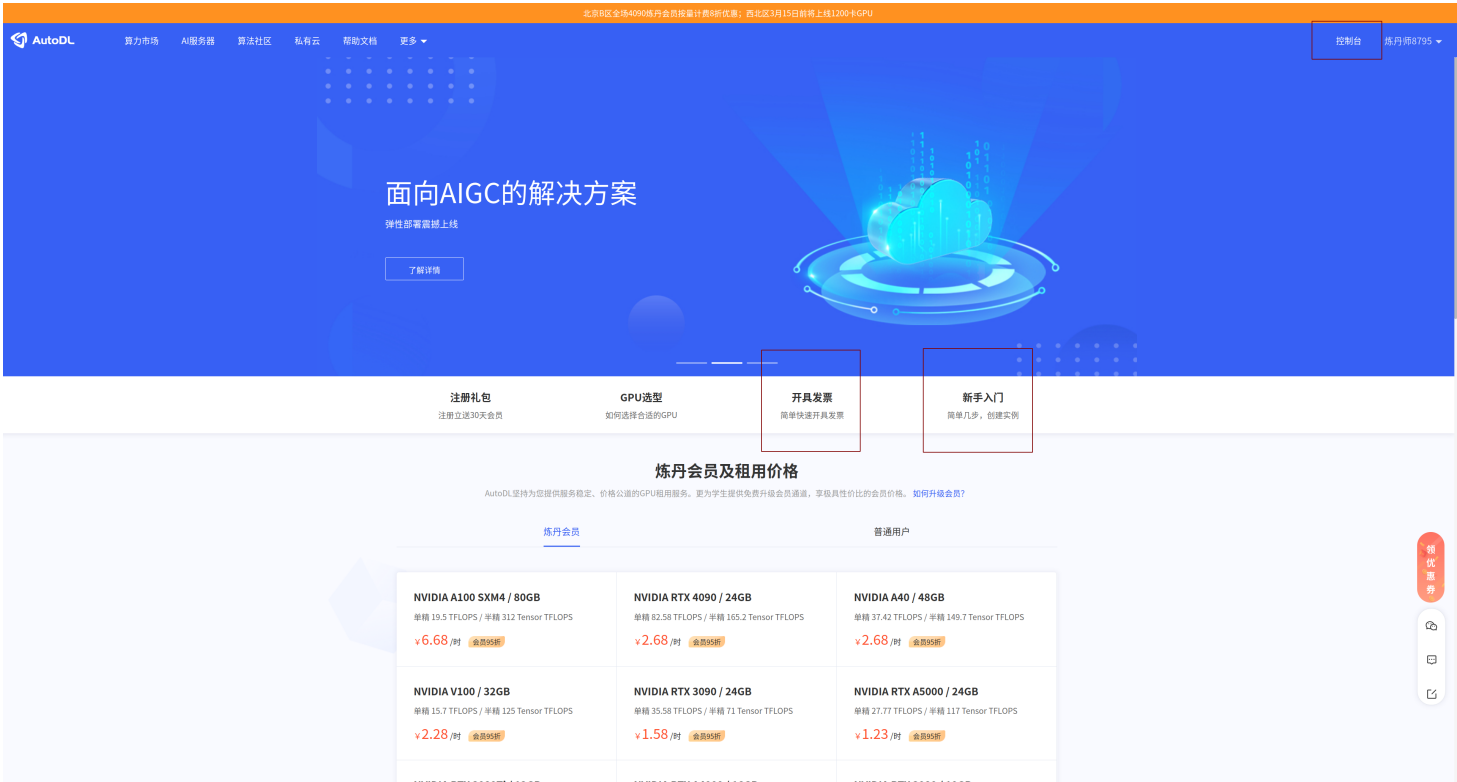 北京B区全场4090炼丹会员按量计费8折优惠；西北区3月15日前将上线1200卡GPU
AutoDL 算力市场 AI服务器 算法社区 私有云 帮助文档 更多 控制台 炼丹师8795
面向AIGC的解决方案
弹性部署震撼上线
了解详情
注册礼包 GPU选型 开具发票 新手入门
注册立送30天会员 如何选择合适的GPU 简单快速开具发票 简单几步，创建实例
炼丹会员及租用价格
AutoDL坚持为您提供服务稳定、价格公道的GPU租用服务。更为学生提供免费升级会员通道，享极具性价比的会员价格。 如何升级会员？
炼丹会员 普通用户
NVIDIA A100 SXM4 / 80GB NVIDIA RTX 4090 / 24GB NVIDIA A40 / 48GB
单精 19.5 TFLOPS / 半精 312 Tensor TFLOPS 单精 82.58 TFLOPS / 半精 165.2 Tensor TFLOPS 单精 37.42 TFLOPS / 半精 149.7 Tensor TFLOPS
¥6.68/时 会员95折 ¥2.68/时 会员95折 ¥2.68/时 会员95折
NVIDIA V100 / 32GB NVIDIA RTX 3090 / 24GB NVIDIA RTX A5000 / 24GB
单精 15.7 TFLOPS / 半精 125 Tensor TFLOPS 单精 35.58 TFLOPS / 半精 71 Tensor TFLOPS 单精 27.77 TFLOPS / 半精 117 Tensor TFLOPS
¥2.28/时 会员95折 ¥1.58/时 会员95折 ¥1.23/时 会员95折
领优惠券